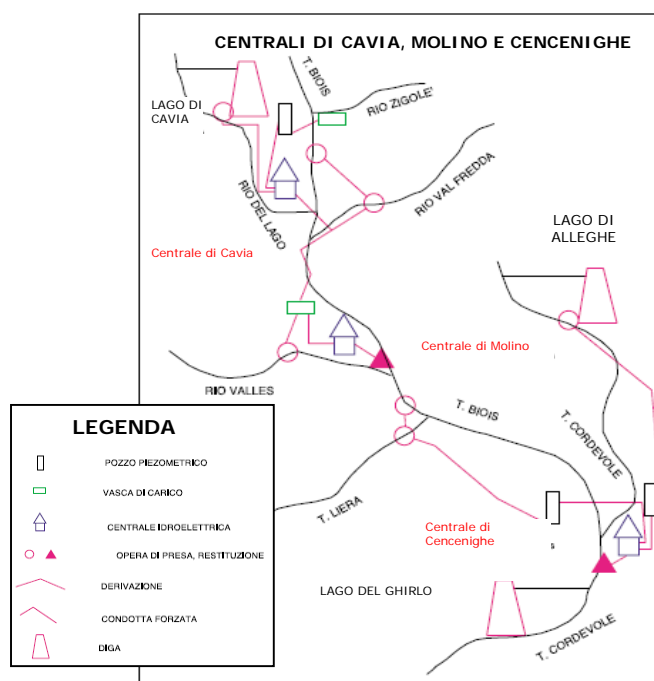 CENTRALI DI CAVIA, MOLINO E CENCENIGHE
T. BIOIS
LAGO DI
CAVIA
RIO ZIGOLE'
RIO DEL LAGO
RIO VAL FREDDA
LAGO DI
ALLEGHE
Centrale di Cavia
Centrale di Molino
RIO VALLES
T. BIOIS
T. CORDEVOLE
T. LIERA
Centrale di
Cencenighe
LAGO DEL GHIRLO
T. CORDEVOLE
LEGENDA
POZZO PIEZOMETRICO
VASCA DI CARICO
CENTRALE IDROELETTRICA
OPERA DI PRESA, RESTITUZIONE
DERIVAZIONE
CONDOTTA FORZATA
DIGA